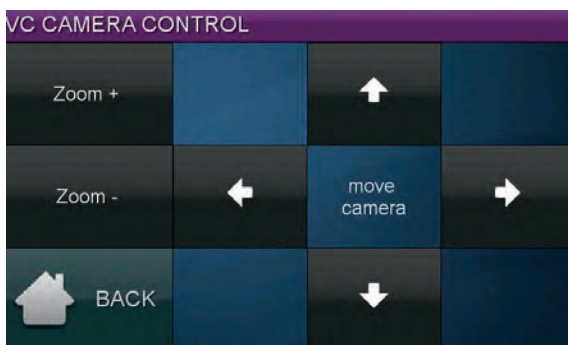 VC CAMERA CONTROL
Zoom +
Zoom -
move
camera
BACK